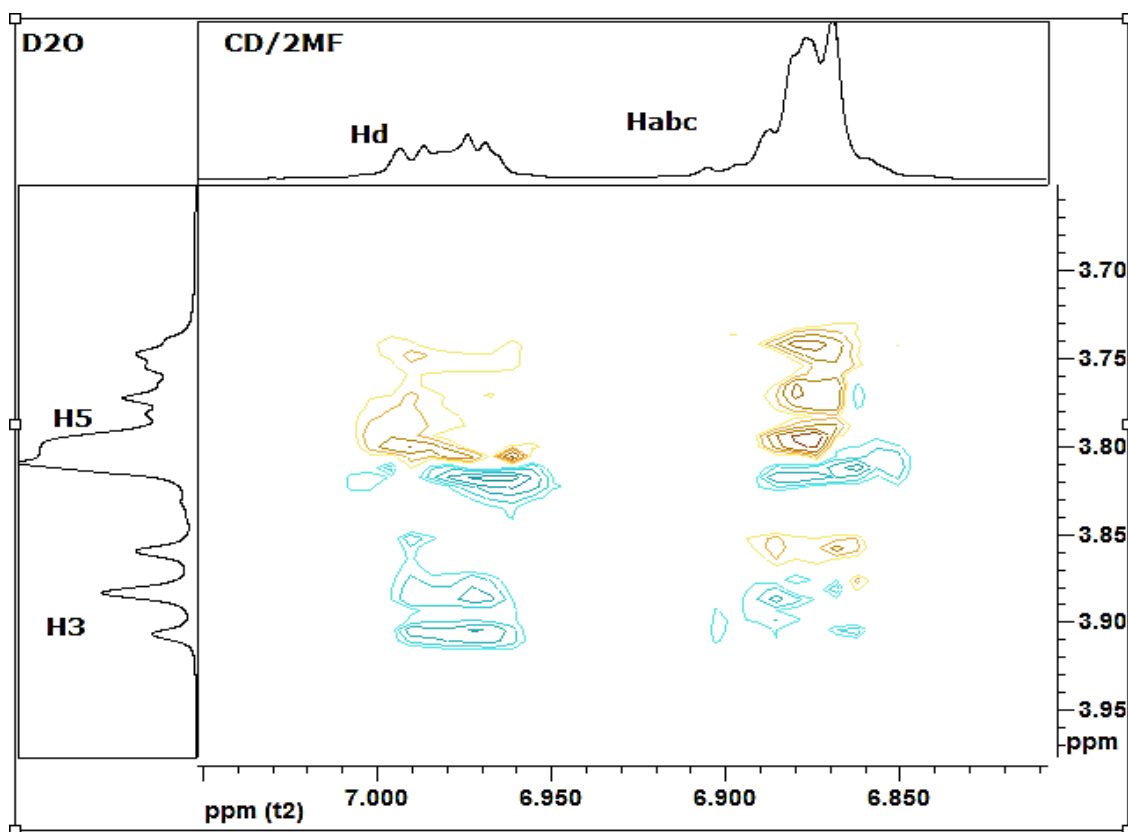 D2O
CD/2MF
Hd
Habc
H5
H3
3.70
3.75
3.80
3.85
3.90
3.95
ppm
7.000
6.950
6.900
6.850
ppm (t2)